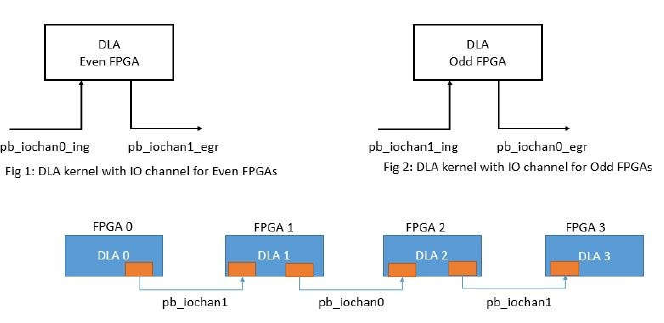 DLA
Even FPGA
pb_iochan0_ing
pb_iochan1_egr
Fig 1: DLA kernel with IO channel for Even FPGAs
DLA
Odd FPGA
pb_iochan1_ing
pb_iochan0_egr
Fig 2: DLA kernel with IO channel for Odd FPGAs
FPGA 0
FPGA 1
FPGA 2
FPGA 3
DLA 0
DLA 1
DLA 2
DLA 3
pb_iochan1
pb_iochan0
pb_iochan1